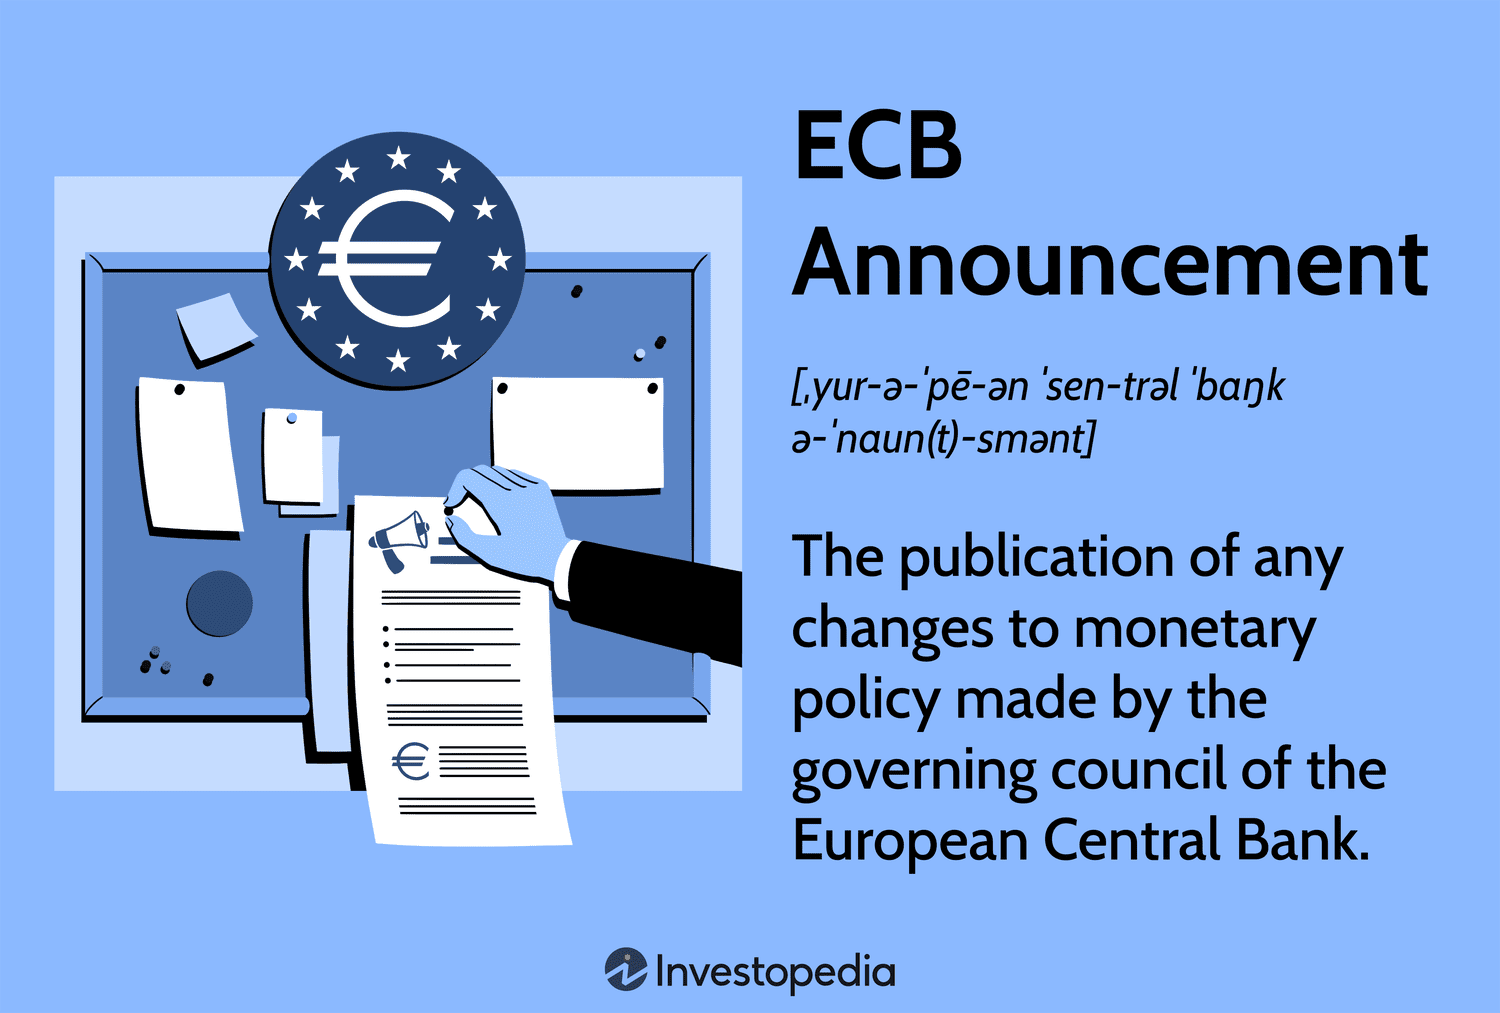 ECB
Announcement
[ˌyur-ə-ˈpē-ən ˈsen-trəl ˈbaŋk
ə-ˈnaun(t)-smənt]
The publication of any
changes to monetary
policy made by the
governing council of the
European Central Bank.
€
€
Investopedia